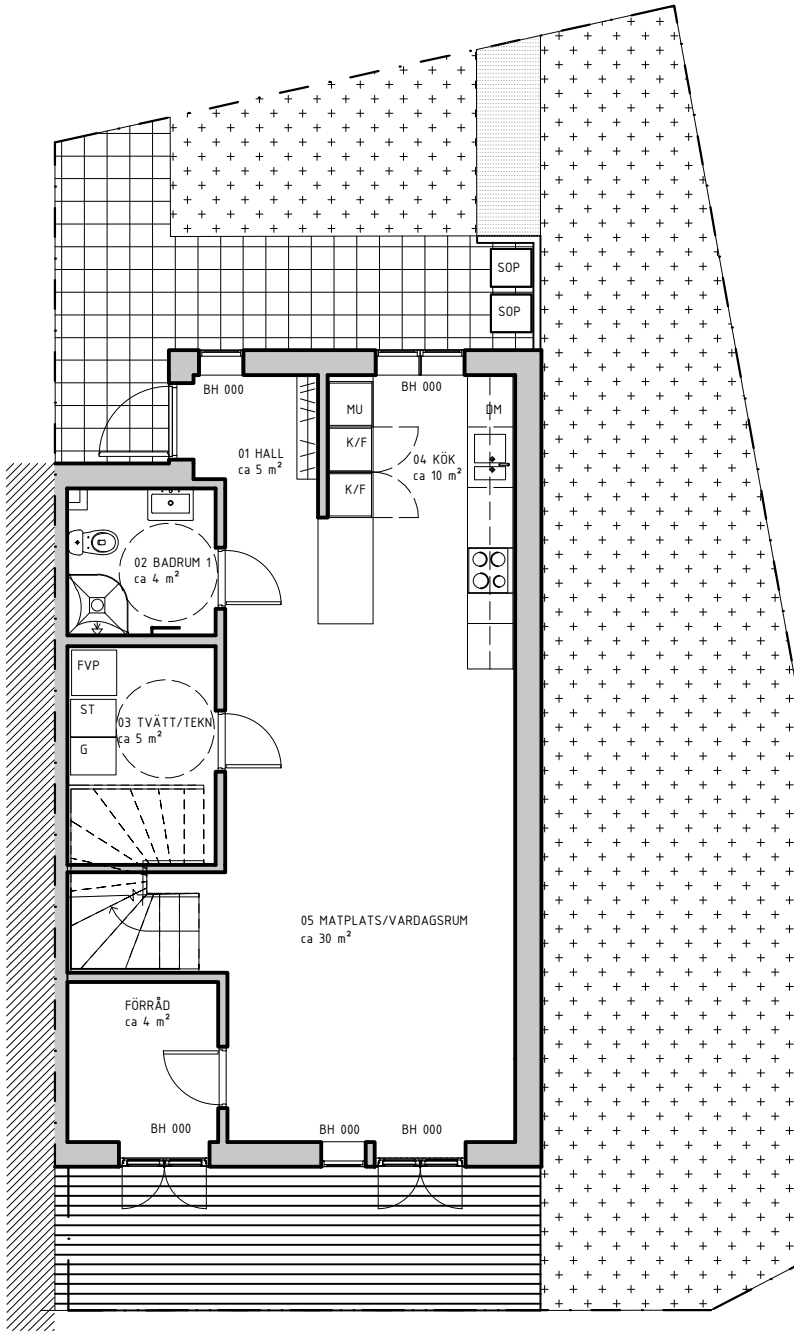 SOP
SOP
BH 000
BH 000
MU
DM
K/F
01 HALL
ca 5 m²
04 KÖK
ca 10 m²
K/F
02 BADRUM 1
ca 4 m²
FVP
ST
03 TVÄTT/TEKN
ca 5 m²
G
05 MATPLATS/VARDAGSRUM
ca 30 m²
FÖRRÅD
ca 4 m²
BH 000
BH 000
BH 000